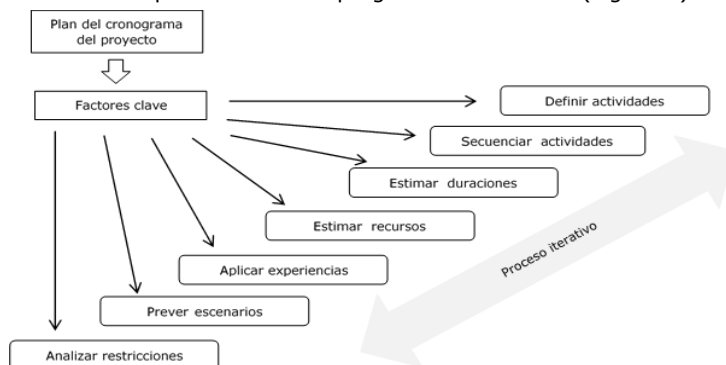 Plan del cronograma
del proyecto
Factores clave
Definir actividades
Secuenciar actividades
Estimar duraciones
Estimar recursos
Proceso iterativo
Aplicar experiencias
Prever escenarios
Analizar restricciones